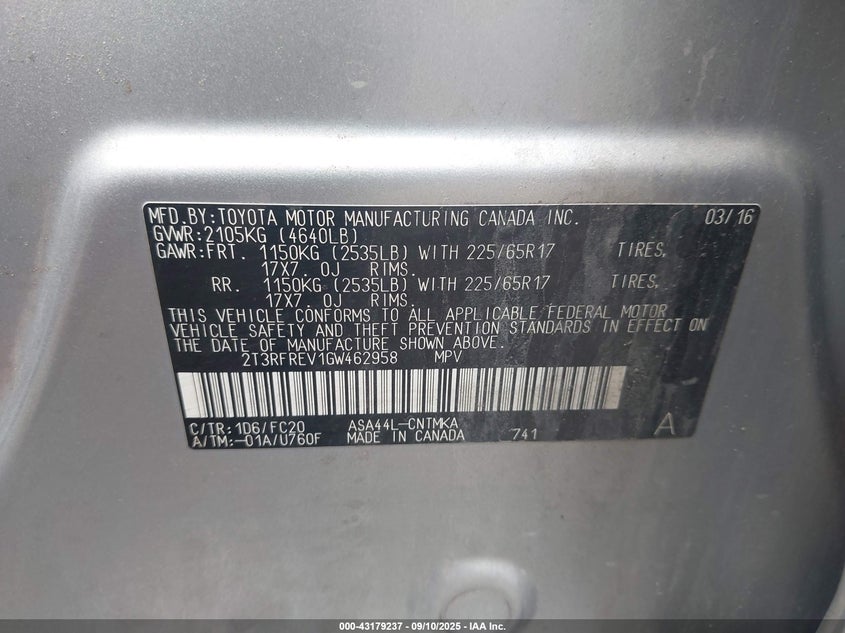 MFD.BY:TOYOTA MOTOR MANUFACTURING CANADA INC. 03/16
GVWR:2105KG (4640LB)
GAWR:FRT. 1150KG (2535LB) WITH 225/65R17 TIRES,
17X7.0J RIMS.
RR. 1150KG (2535LB) WITH 225/65R17 TIRES,
17X7.0J RIMS.
THIS VEHICLE CONFORMS TO ALL APPLICABLE FEDERAL MOTOR
VEHICLE SAFETY AND THEFT PREVENTION STANDARDS IN EFFECT ON
THE DATE OF MANUFACTURE SHOWN ABOVE.
2T3RFREV1GW462958 MPV
C/TR:1D6/FC20 ASA44L-CNTMKA
A/TM:-01A/U760F MADE IN CANADA 741 A
000-43179237 - 09/10/2025 - IAA Inc.